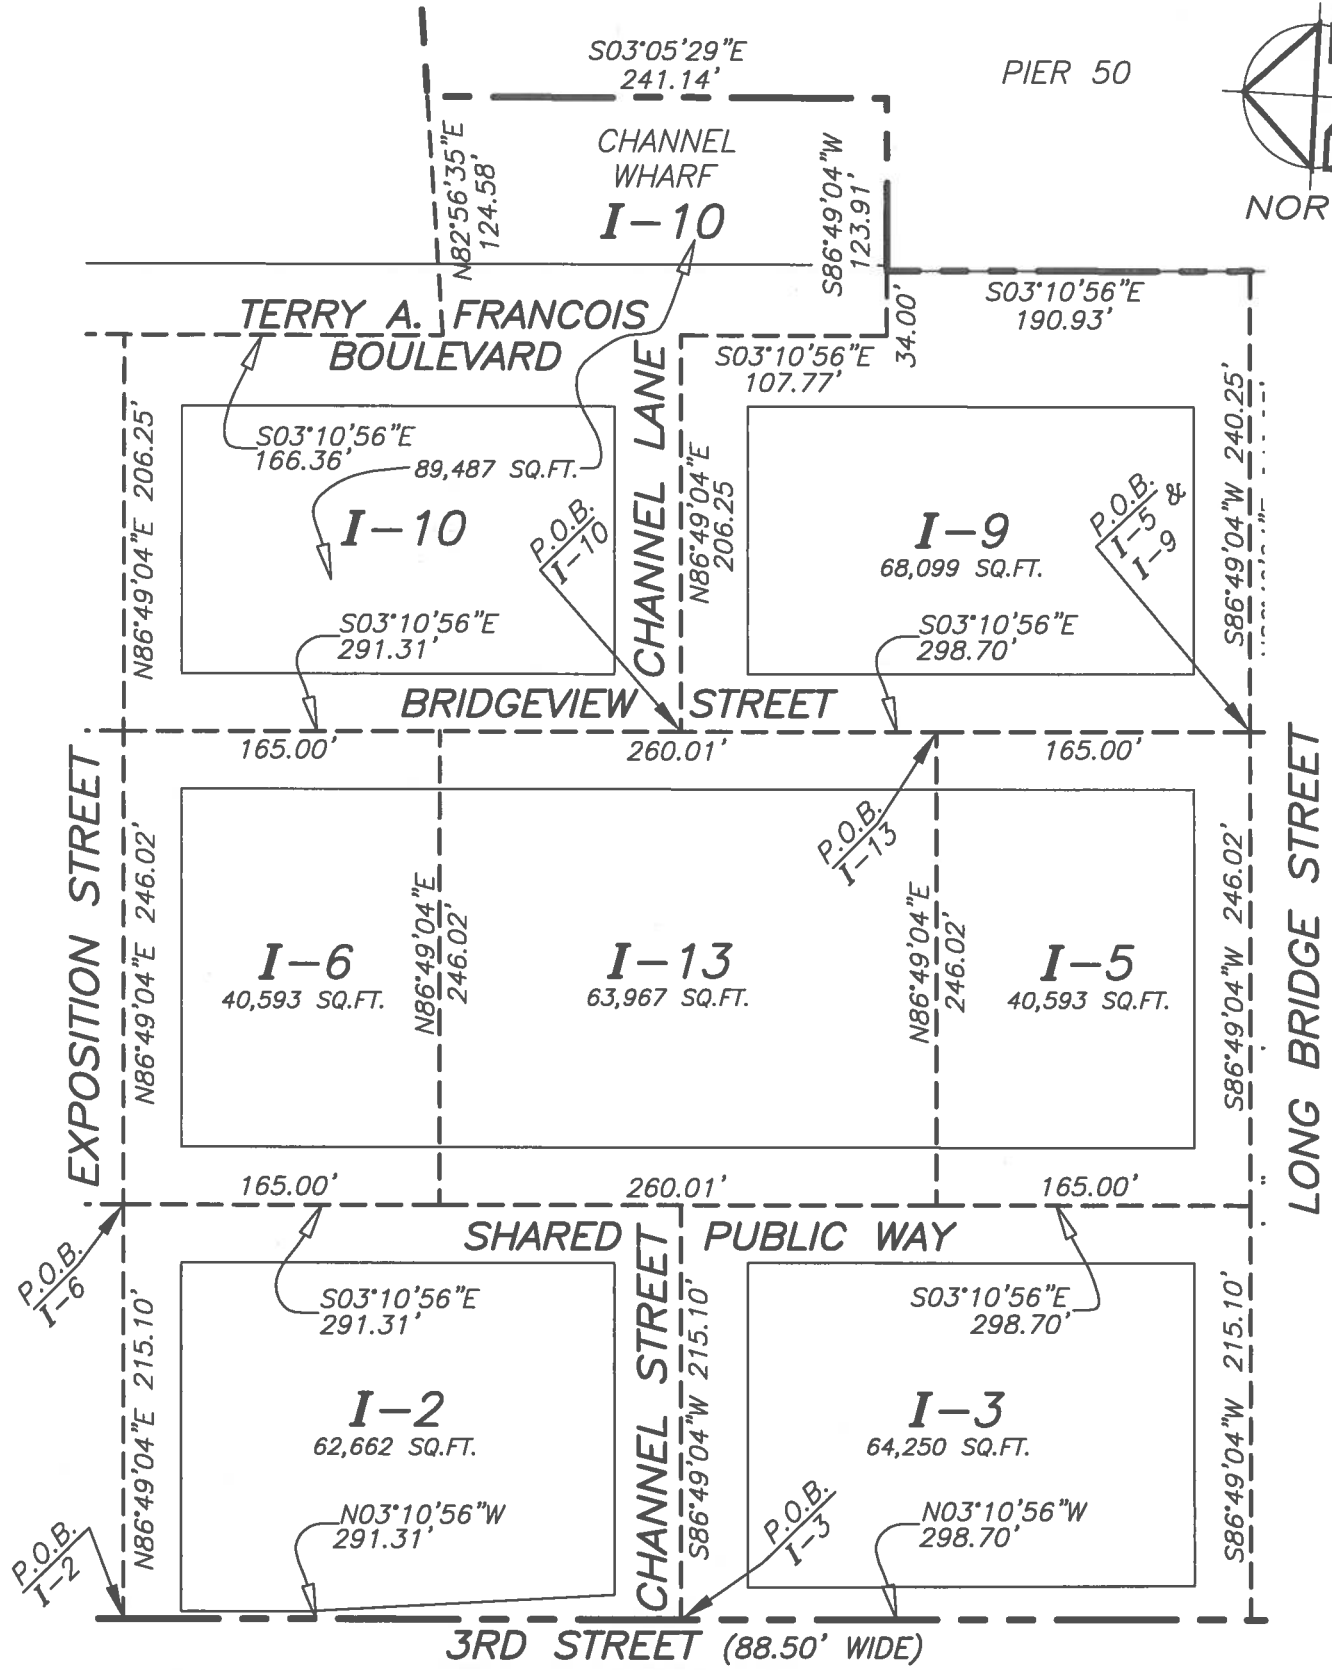 S03°05'29"E
241.14'
PIER 50
NOR
CHANNEL
WHARF
I-10
N82°56'35"E
124.58'
S86°49'04"W
123.91'
34.00'
S03°10'56"E
190.93'
TERRY A. FRANCOIS
BOULEVARD
S03°10'56"E
107.77'
CHANNEL LANE
N86°49'04"E 206.25'
S03°10'56"E
166.36'
89,487 SQ.FT.
I-10
P.O.B.
I-10
N86°49'04"E
206.25
I-9
68,099 SQ.FT.
P.O.B.
I-5 &
I-9
S86°49'04"W 240.25'
S03°10'56"E
291.31'
S03°10'56"E
298.70'
BRIDGEVIEW STREET
165.00'
260.01'
165.00'
EXPOSITION STREET
N86°49'04"E 246.02'
P.O.B.
I-13
N86°49'04"E
246.02'
N86°49'04"E
246.02'
S86°49'04"W 246.02'
LONG BRIDGE STREET
I-6
40,593 SQ.FT.
I-13
63,967 SQ.FT.
I-5
40,593 SQ.FT.
165.00'
260.01'
165.00'
SHARED PUBLIC WAY
P.O.B.
I-6
S03°10'56"E
291.31'
S03°10'56"E
298.70'
CHANNEL STREET
N86°49'04"E 215.10'
S86°49'04"W 215.10'
S86°49'04"W 215.10'
I-2
62,662 SQ.FT.
I-3
64,250 SQ.FT.
P.O.B.
I-2
N03°10'56"W
291.31'
P.O.B.
I-3
N03°10'56"W
298.70'
3RD STREET (88.50' WIDE)